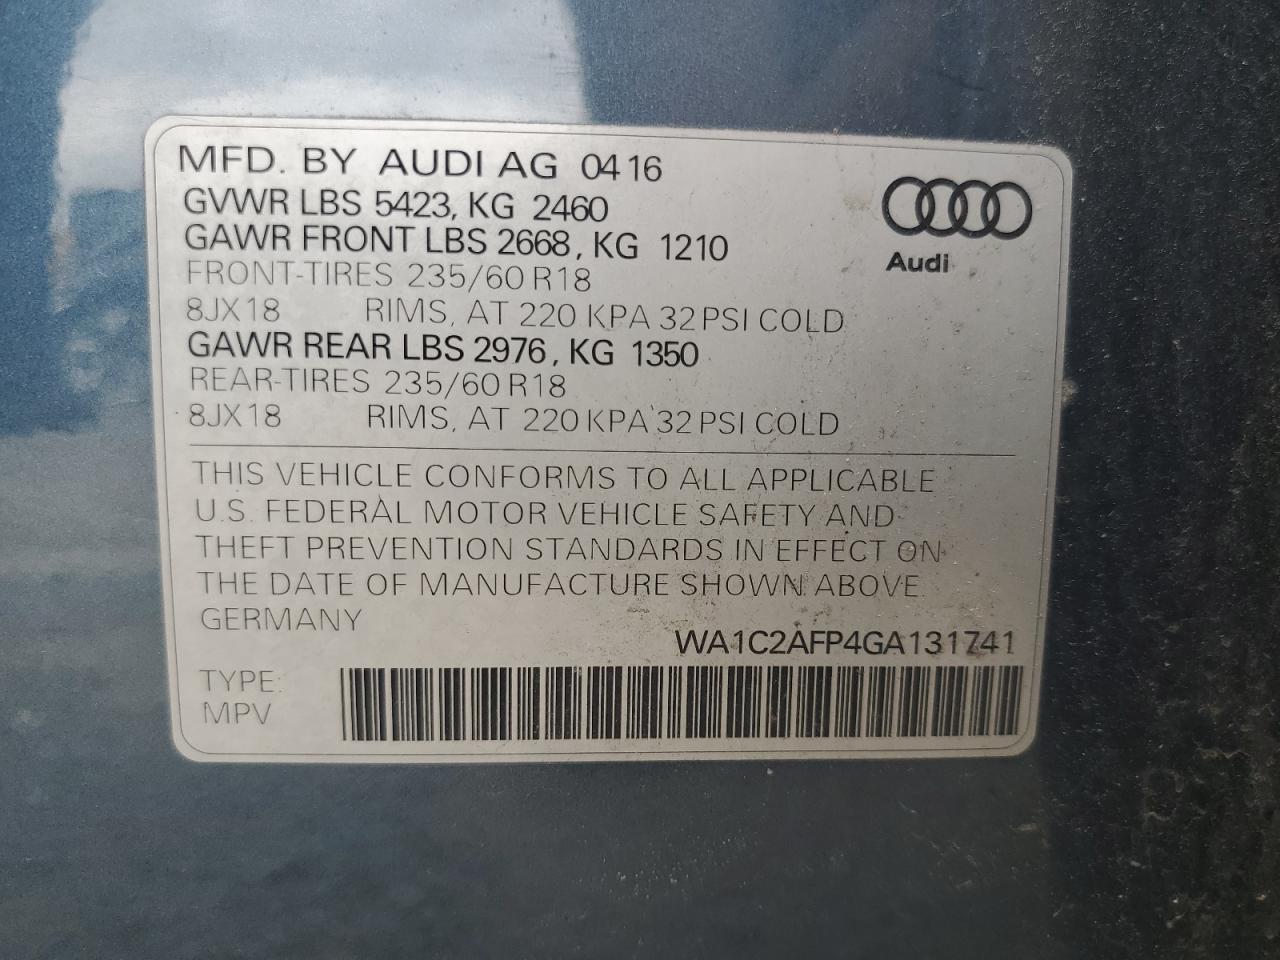 MFD. BY AUDI AG 0416
GVWR LBS 5423, KG 2460
GAWR FRONT LBS 2668, KG 1210
FRONT-TIRES 235/60 R18
8JX18 RIMS, AT 220 KPA 32 PSI COLD
GAWR REAR LBS 2976, KG 1350
REAR-TIRES 235/60 R18
8JX18 RIMS, AT 220 KPA 32 PSI COLD
Audi
THIS VEHICLE CONFORMS TO ALL APPLICABLE
U.S. FEDERAL MOTOR VEHICLE SAFETY AND
THEFT PREVENTION STANDARDS IN EFFECT ON
THE DATE OF MANUFACTURE SHOWN ABOVE
GERMANY
WA1C2AFP4GA131741
TYPE:
MPV